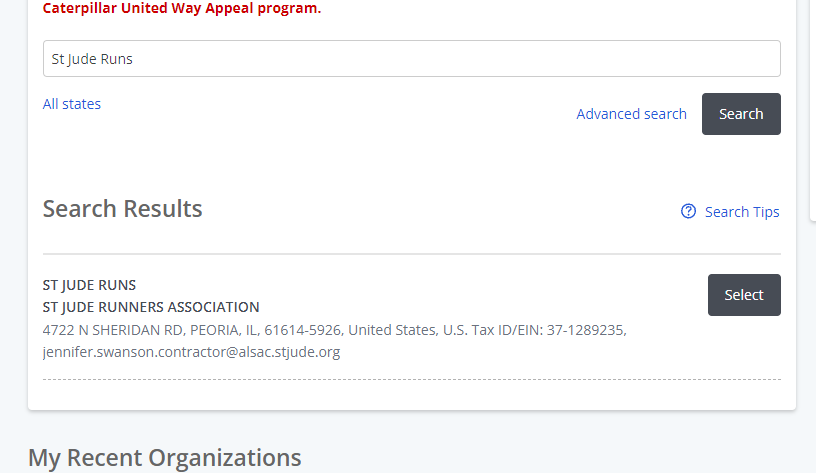 Caterpillar United Way Appeal program.
St Jude Runs
All states
Advanced search
Search
Search Results
Search Tips
ST JUDE RUNS
ST JUDE RUNNERS ASSOCIATION
Select
4722 N SHERIDAN RD, PEORIA, IL, 61614-5926, United States, U.S. Tax ID/EIN: 37-1289235,
jennifer.swanson.contractor@alsac.stjude.org
My Recent Organizations